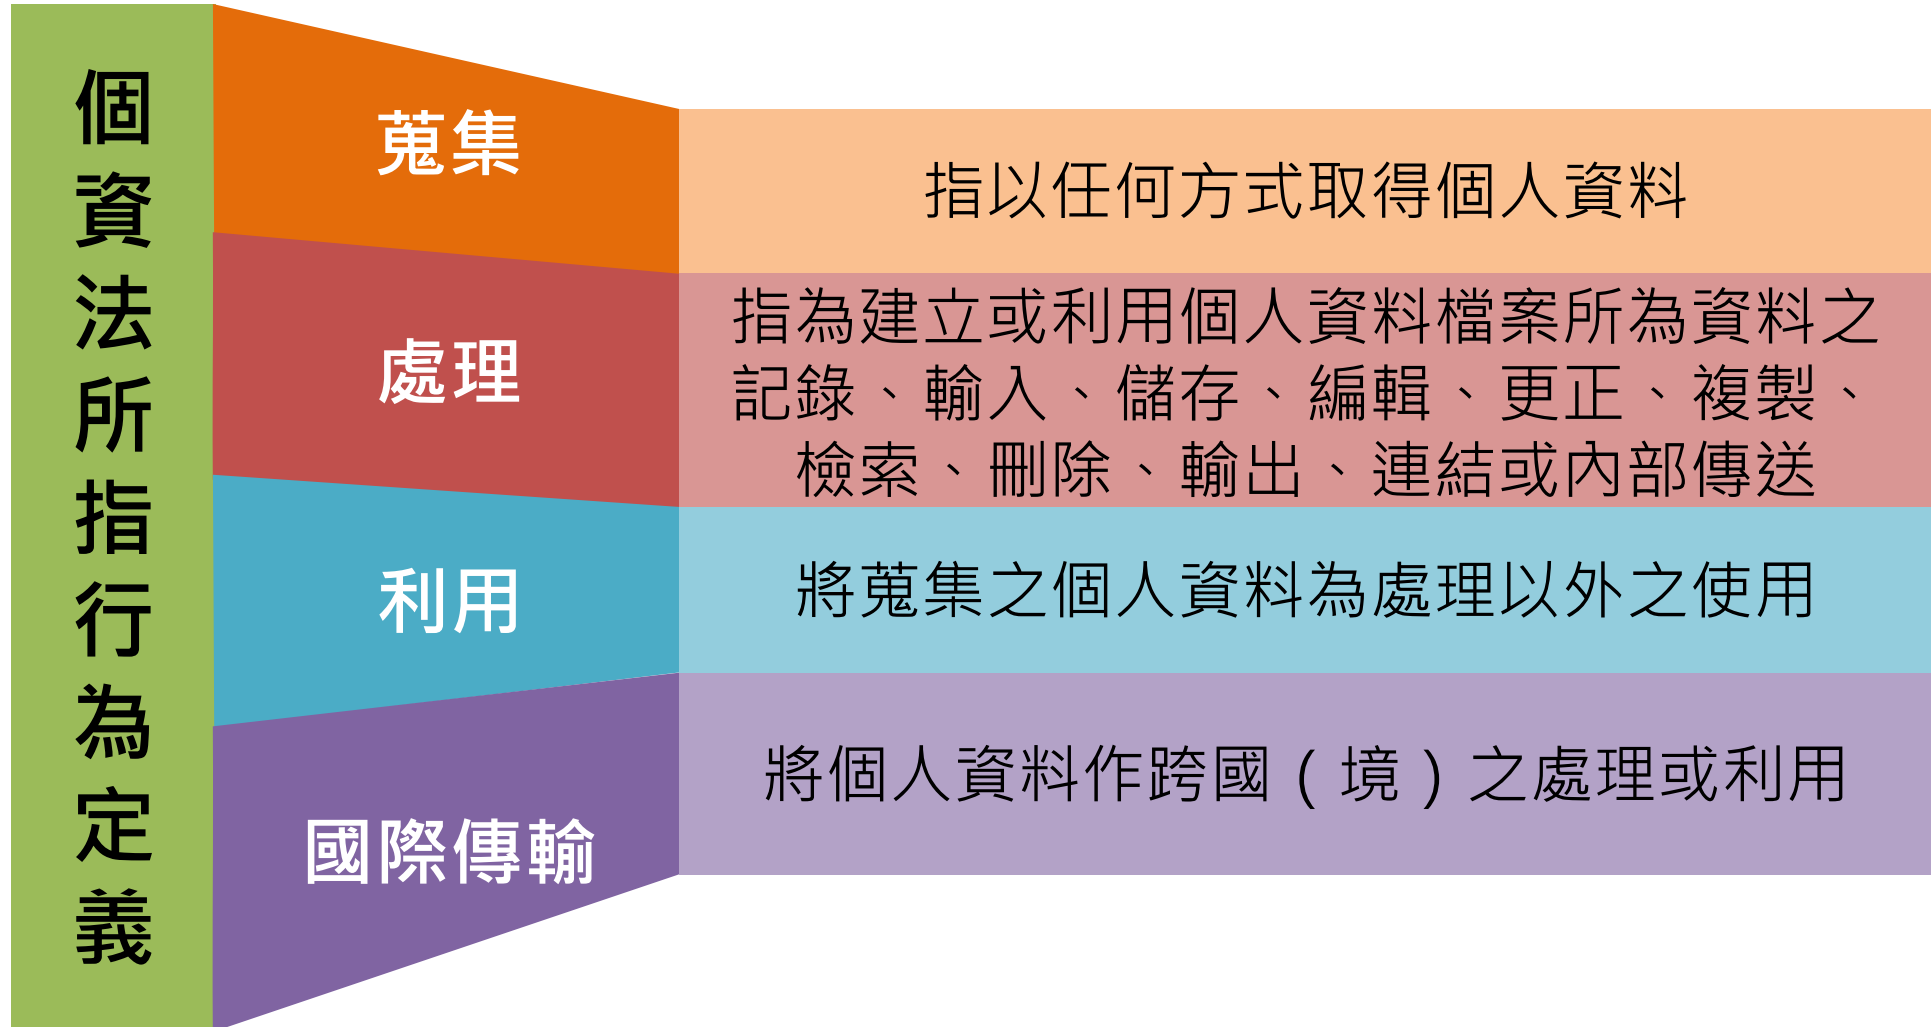 個資法所指行為定義
蒐集
指以任何方式取得個人資料
處理
指為建立或利用個人資料檔案所為資料之
記錄、輸入、儲存、編輯、更正、複製、
檢索、刪除、輸出、連結或內部傳送
利用
將蒐集之個人資料為處理以外之使用
國際傳輸
將個人資料作跨國(境)之處理或利用